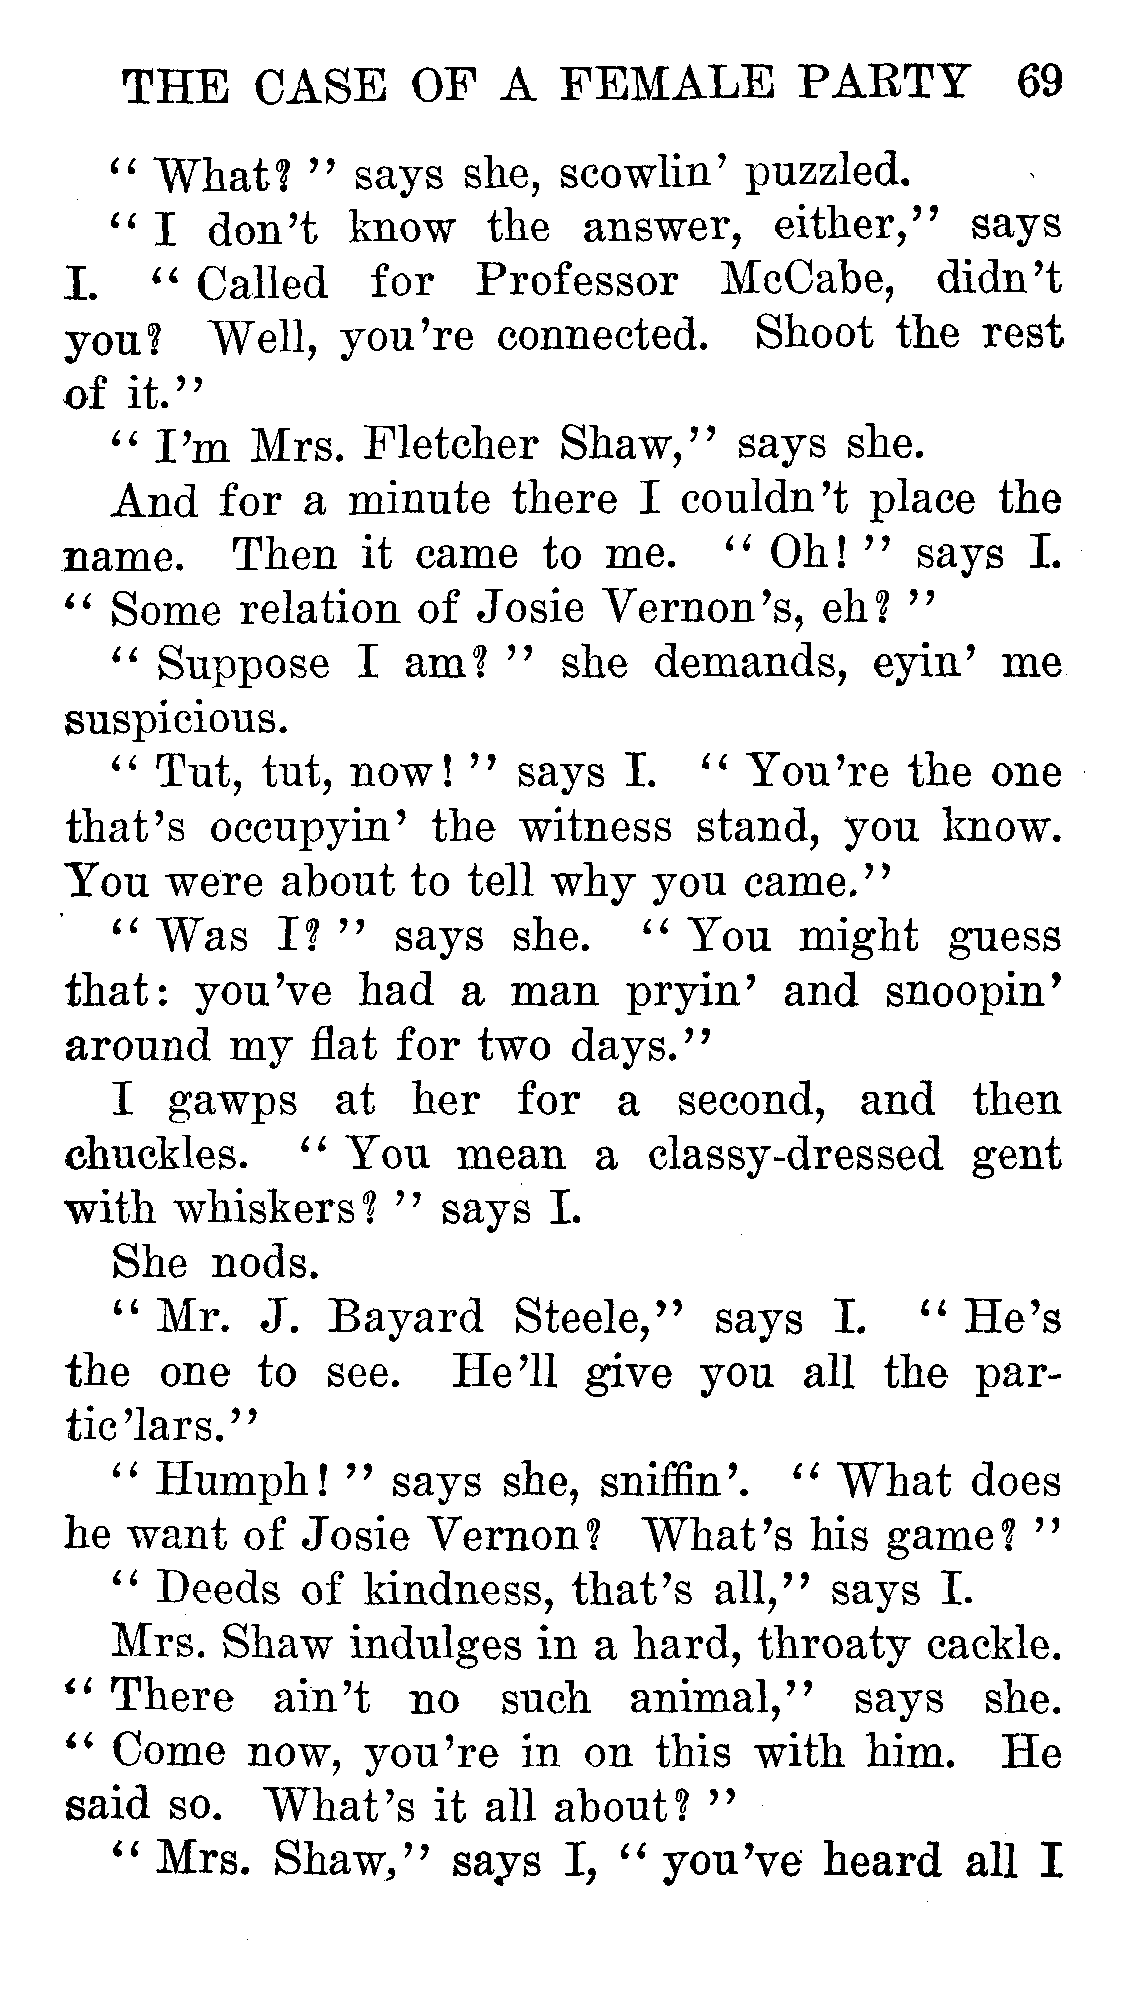 THE CASE OF A FEMALE PARTY 69
“ What? ” says she, scowlin’ puzzled.
“ I don’t know the answer, either,” says
I. “ Called for Professor McCabe, didn’t
you? Well, you’re connected. Shoot the rest
of it.”
“ I’m Mrs. Fletcher Shaw,” says she.
And for a minute there I couldn’t place the
name. Then it came to me. “ Oh! ” says I.
“ Some relation of Josie Vernon’s, eh? ”
“ Suppose I am? ” she demands, eyin’ me
suspicious.
“ Tut, tut, now! ” says I. “ You’re the one
that’s occupyin’ the witness stand, you know.
You were about to tell why you came.”
“ Was I? ” says she. “ You might guess
that: you’ve had a man pryin’ and snoopin’
around my flat for two days.”
I gawps at her for a second, and then
chuckles. “ You mean a classy-dressed gent
with whiskers? ” says I.
She nods.
“ Mr. J. Bayard Steele,” says I. “ He’s
the one to see. He’ll give you all the par-
tic’lars.”
“ Humph! ” says she, sniffin’. “ What does
he want of Josie Vernon? What’s his game? ”
“ Deeds of kindness, that’s all,” says I.
Mrs. Shaw indulges in a hard, throaty cackle.
“ There ain’t no such animal,” says she.
“ Come now, you’re in on this with him. He
said so. What’s it all about? ”
“ Mrs. Shaw,” says I, “ you’ve heard all I